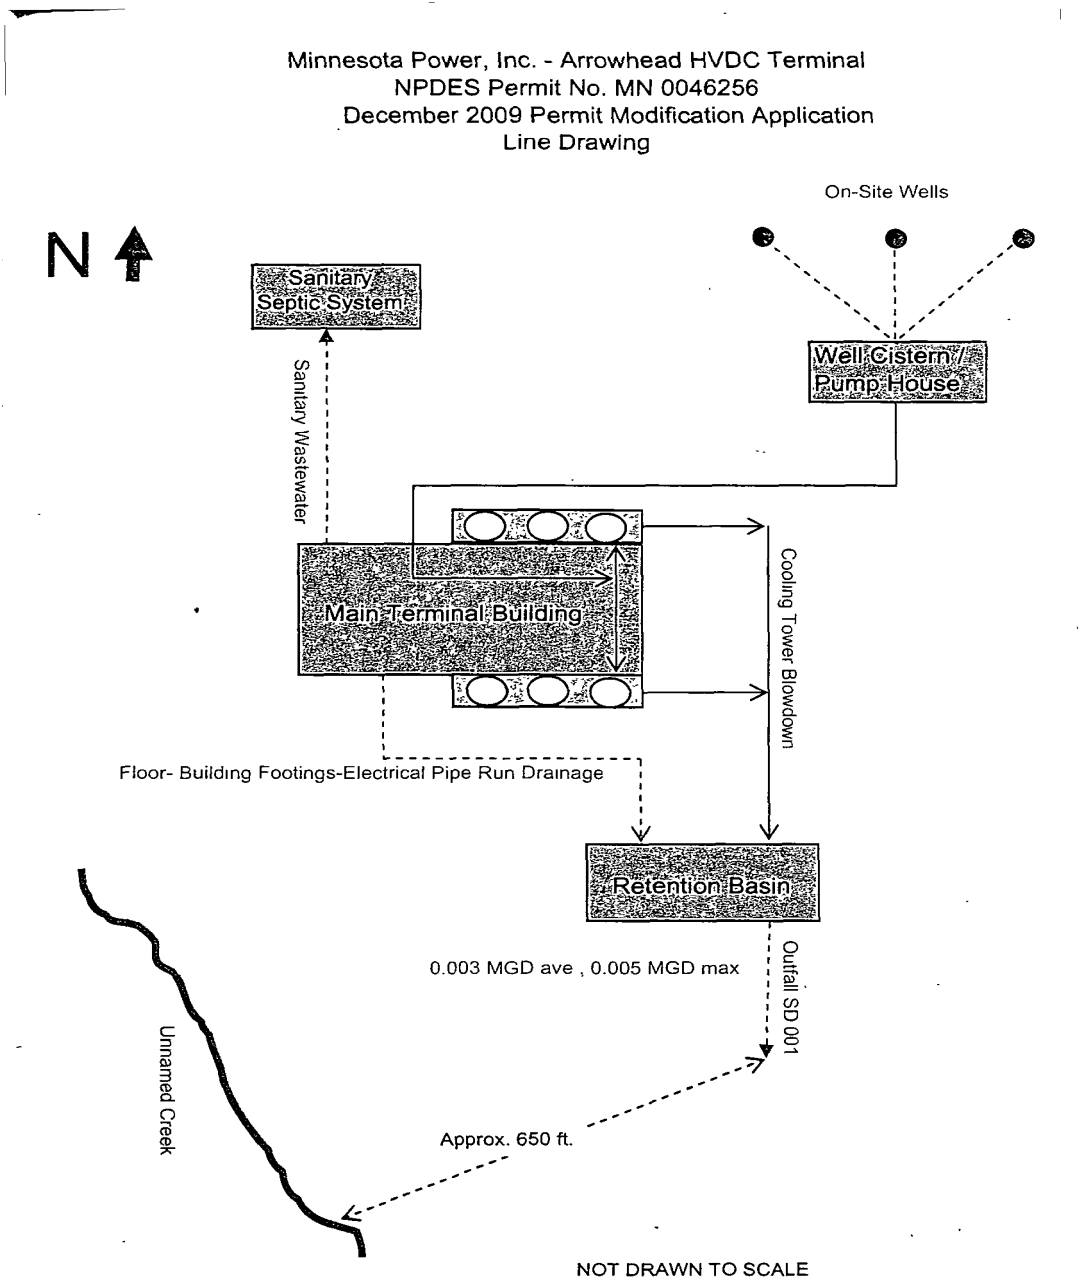 Minnesota Power, Inc. - Arrowhead HVDC Terminal
NPDES Permit No. MN 0046256
December 2009 Permit Modification Application
Line Drawing
On-Site Wells
N
Sanitary
Septic System
Well Cistern /
Pump House
Sanitary Wastewater
Main Terminal Building
Cooling Tower Blowdown
Floor- Building Footings-Electrical Pipe Run Drainage
Retention Basin
0.003 MGD ave , 0.005 MGD max
Outfall SD 001
Unnamed Creek
Approx. 650 ft.
NOT DRAWN TO SCALE